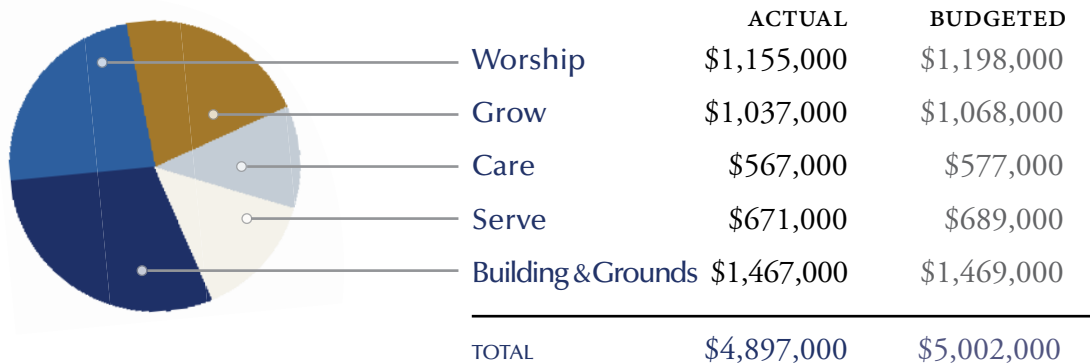 ACTUAL BUDGETED
Worship $1,155,000 $1,198,000
Grow $1,037,000 $1,068,000
Care $567,000 $577,000
Serve $671,000 $689,000
Building & Grounds $1,467,000 $1,469,000
TOTAL $4,897,000 $5,002,000